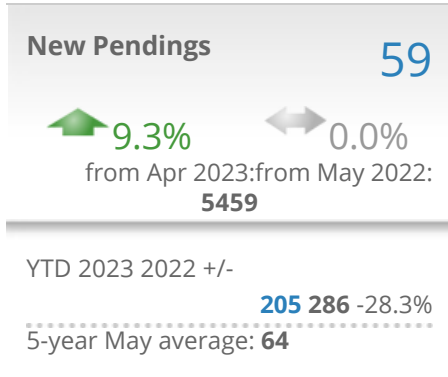 New Pendings 59
9.3% 0.0%
from Apr 2023:from May 2022:
5459
YTD 2023 2022 +/-
205 286 -28.3%
5-year May average: 64